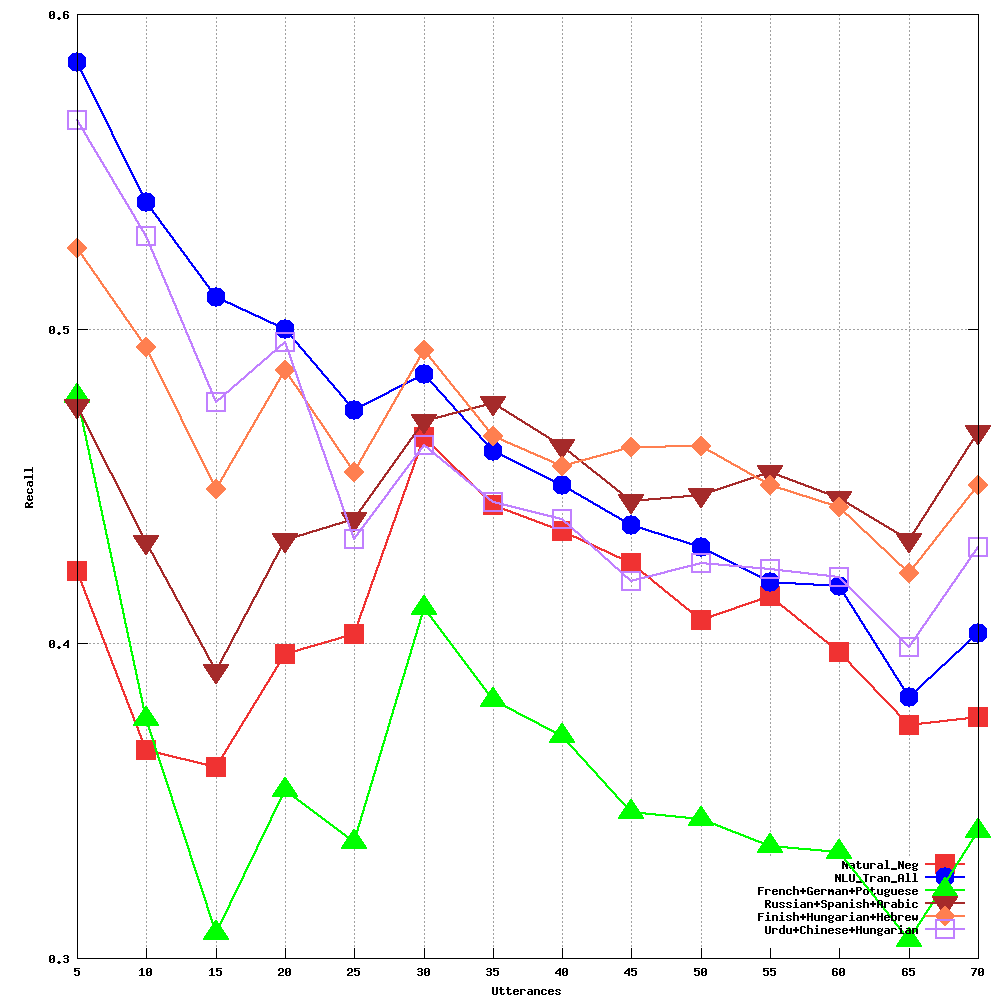 0.6
0.5
Recall
0.4
Natural_Neg
NLU_Tran_All
French+German+Potuguese
Russian+Spanish+Arabic
Finish+Hungarian+Hebrew
Urdu+Chinese+Hungarian
0.3
5 10 15 20 25 30 35 40 45 50 55 60 65 70
Utterances